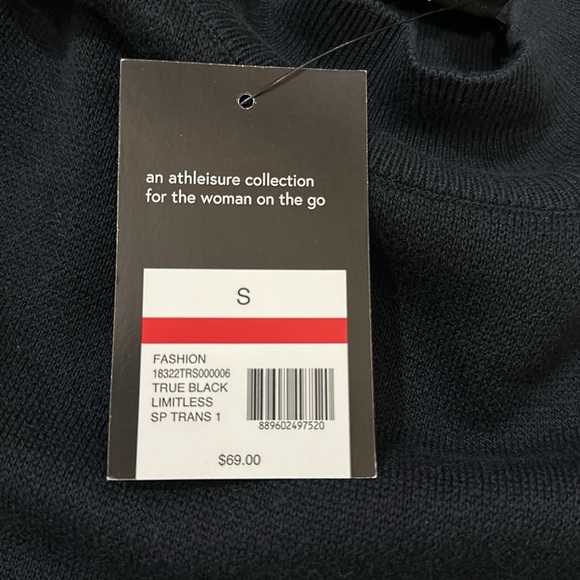 an athleisure collection
for the woman on the go
S
FASHION
18322TRS000006
TRUE BLACK
LIMITLESS
SP TRANS 1
889602497520
$69.00